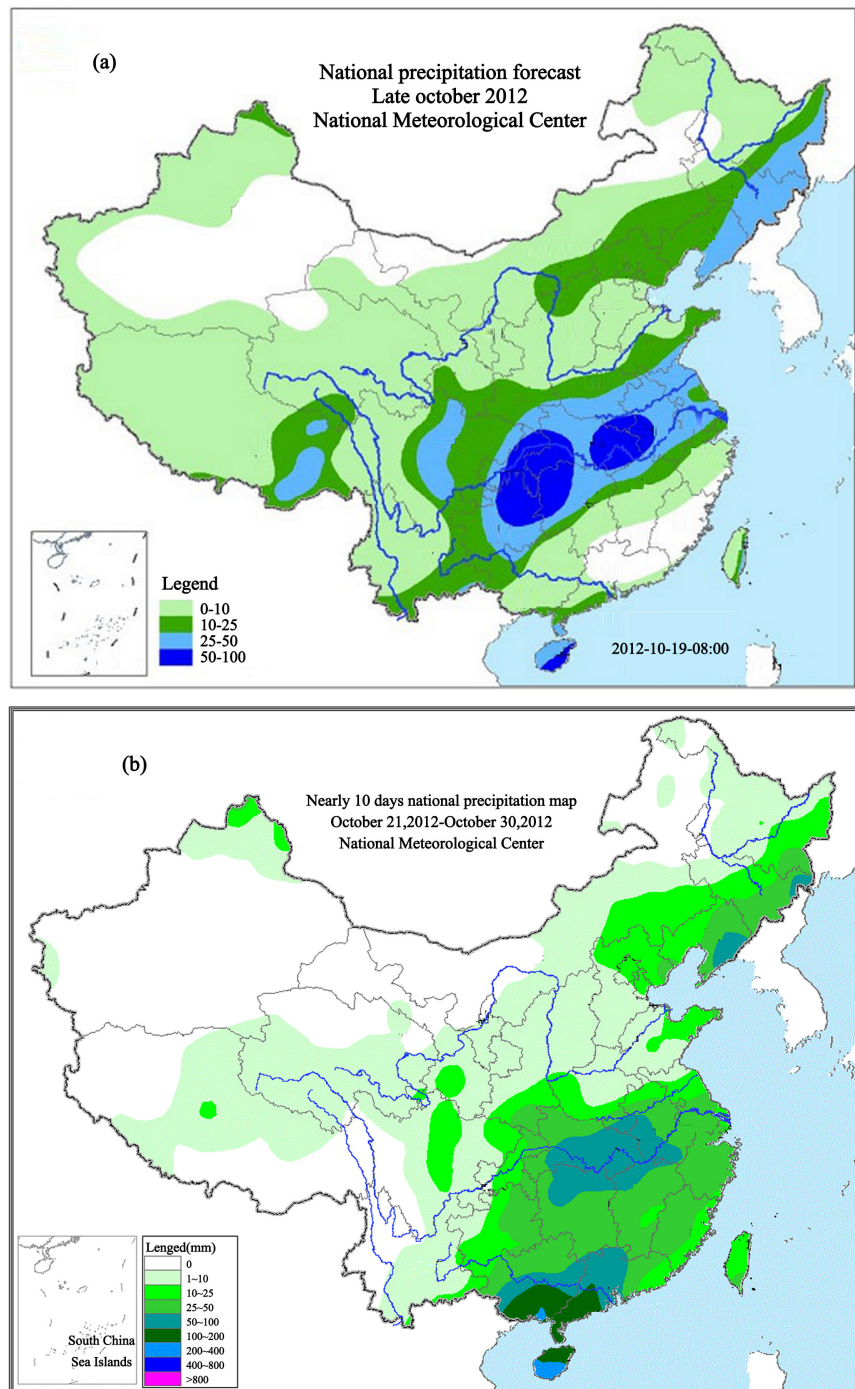 (a)
National precipitation forecast
Late october 2012
National Meteorological Center
Legend
0-10
10-25
25-50
50-100
2012-10-19-08:00
(b)
Nearly 10 days national precipitation map
October 21,2012-October 30,2012
National Meteorological Center
South China
Sea Islands
Lenged(mm)
0
1~10
10~25
25~50
50~100
100~200
200~400
400~800
>800